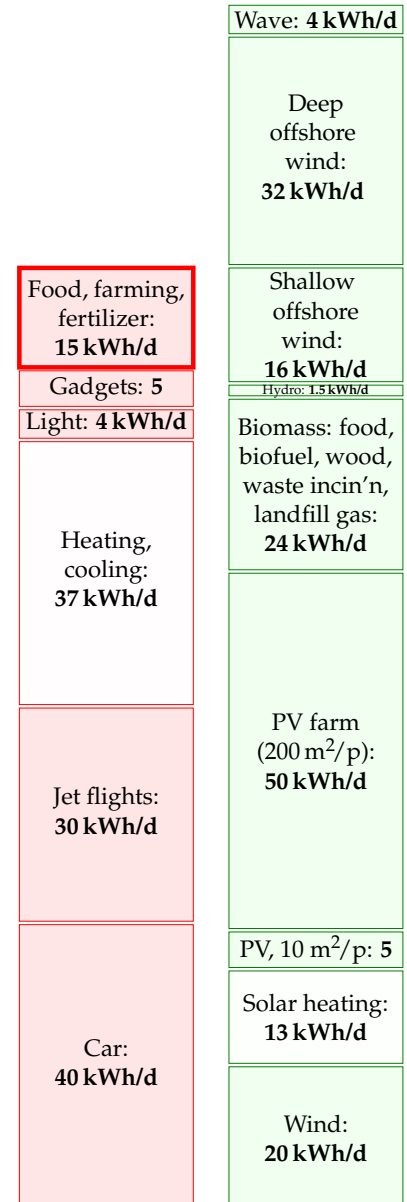 Food, farming,
fertilizer:
15 kWh/d
Gadgets: 5
Light: 4 kWh/d
Heating,
cooling:
37 kWh/d
Jet flights:
30 kWh/d
Car:
40 kWh/d
Wave: 4 kWh/d
Deep
offshore
wind:
32 kWh/d
Shallow
offshore
wind:
16 kWh/d
Hydro: 1.5 kWh/d
Biomass: food,
biofuel, wood,
waste incin’n,
landfill gas:
24 kWh/d
PV farm
(200 m²/p):
50 kWh/d
PV, 10 m²/p: 5
Solar heating:
13 kWh/d
Wind:
20 kWh/d